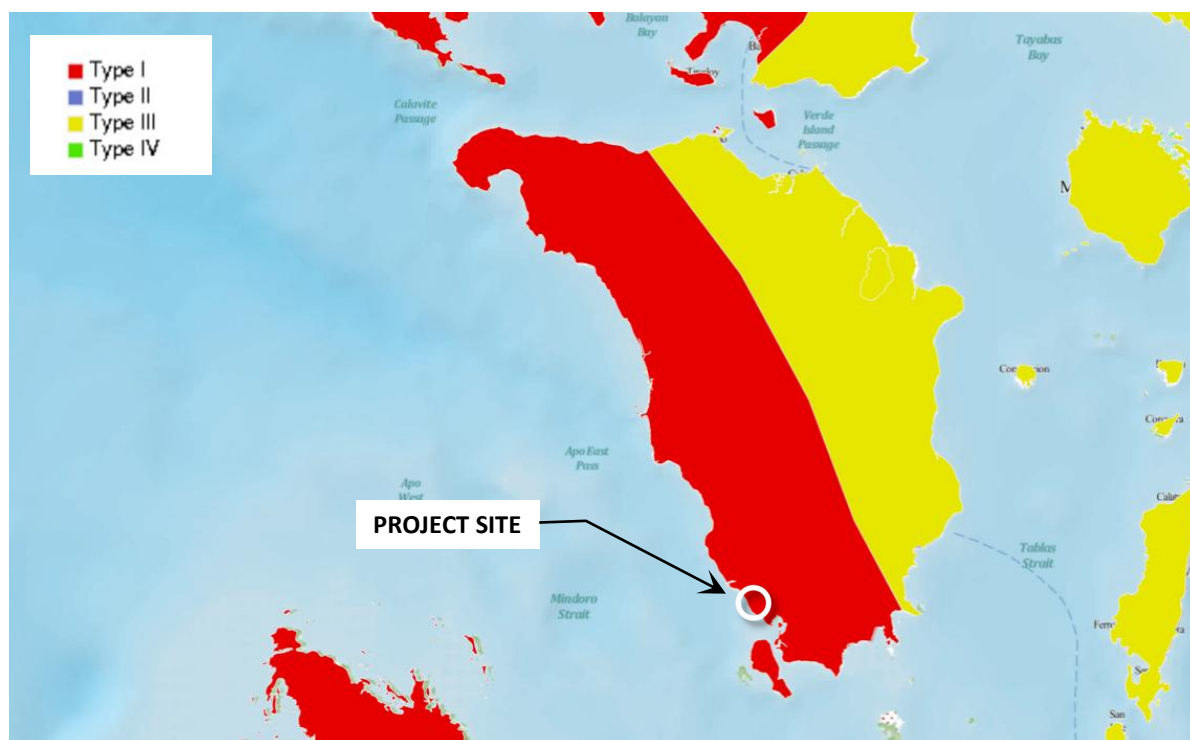 Balayan
Bay
Tayabas
Bay
Type I
Type II
Type III
Type IV
Calavite
Passage
Verde
Island
Passage
Apo East
Pass
Apo
West
PROJECT SITE
Mindoro
Strait
Tablas
Strait
San